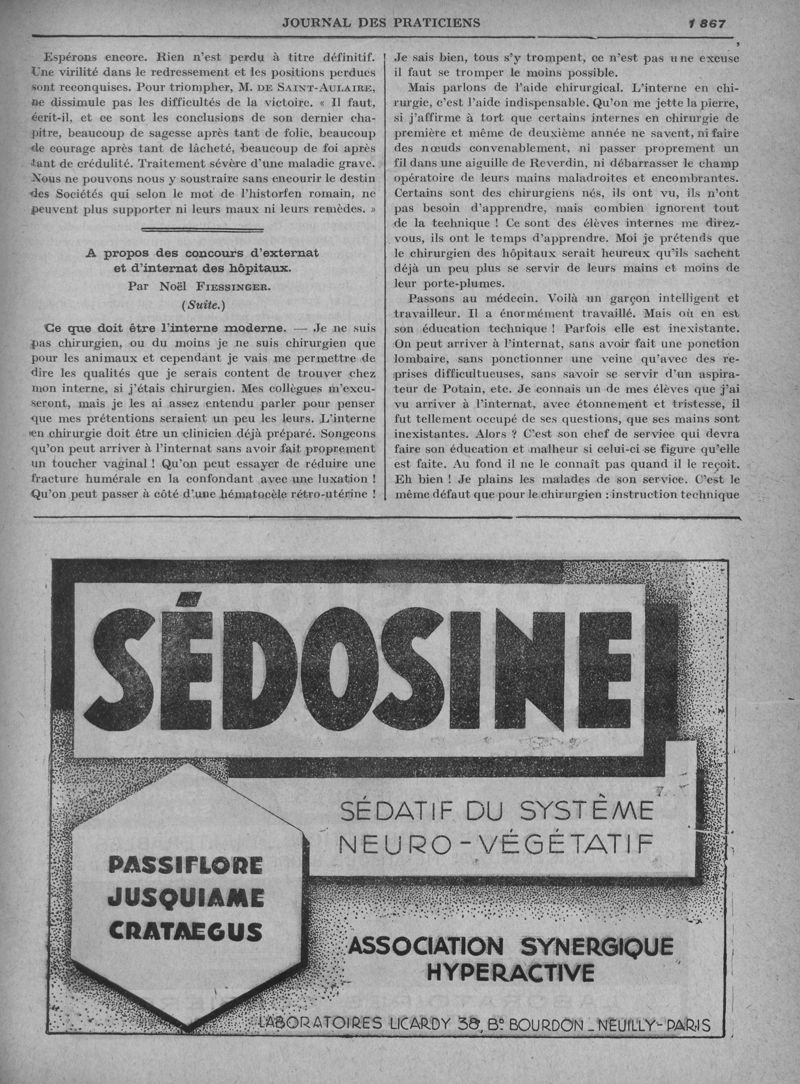 JOURNAL DES PRATICIENS
1867
Espérons encore. Rien n'est perdu à titre définitif.
Une virilité dans le redressement et les positions perdues
sont reconquises. Pour triompher, M. DE SAINT-AULAIRE,
ne dissimule pas les difficultés de la victoire. « Il faut,
écrit-il, et ce sont les conclusions de son dernier cha-
pitre, beaucoup de sagesse après tant de folie, beaucoup
de courage après tant de lâcheté, beaucoup de foi après
tant de crédulité. Traitement sévère d'une maladie grave.
Nous ne pouvons nous y soustraire sans encourir le destin
des Sociétés qui selon le mot de l'historien romain, ne
peuvent plus supporter ni leurs maux ni leurs remèdes. »
A propos des concours d'externat
et d'internat des hôpitaux.
Par Noël FIESSINGER.
(Suite.)
Ce que doit être l'interne moderne. — Je ne suis
pas chirurgien, ou du moins je ne suis chirurgien que
pour les animaux et cependant je vais me permettre de
dire les qualités que je serais content de trouver chez
mon interne, si j'étais chirurgien. Mes collègues m'excu-
seront, mais je les ai assez entendu parler pour penser
que mes prétentions seraient un peu les leurs. L'interne
en chirurgie doit être un clinicien déjà préparé. Songeons
qu'on peut arriver à l'internat sans avoir fait proprement
un toucher vaginal ! Qu'on peut essayer de réduire une
fracture humérale en la confondant avec une luxation !
Qu'on peut passer à côté d'une hématocèle rétro-utérine !
Je sais bien, tous s'y trompent, ce n'est pas une excuse
il faut se tromper le moins possible.
Mais parlons de l'aide chirurgical. L'interne en chi-
rurgie, c'est l'aide indispensable. Qu'on me jette la pierre,
si j'affirme à tort que certains internes en chirurgie de
première et même de deuxième année ne savent, ni faire
des nœuds convenablement, ni passer proprement un
fil dans une aiguille de Reverdin, ni débarrasser le champ
opératoire de leurs mains maladroites et encombrantes.
Certains sont des chirurgiens nés, ils ont vu, ils n'ont
pas besoin d'apprendre, mais combien ignorent tout
de la technique ! Ce sont des élèves internes me direz-
vous, ils ont le temps d'apprendre. Moi je prétends que
le chirurgien des hôpitaux serait heureux qu'ils sachent
déjà un peu plus se servir de leurs mains et moins de
leur porte-plumes.
Passons au médecin. Voilà un garçon intelligent et
travailleur. Il a énormément travaillé. Mais où en est
son éducation technique ! Parfois elle est inexistante.
On peut arriver à l'internat, sans avoir fait une ponction
lombaire, sans ponctionner une veine qu'avec des re-
prises difficultueuses, sans savoir se servir d'un aspira-
teur de Potain, etc. Je connais un de mes élèves que j'ai
vu arriver à l'internat, avec étonnement et tristesse, il
fut tellement occupé de ses questions, que ses mains sont
inexistantes. Alors ? C'est son chef de service qui devra
faire son éducation et malheur si celui-ci se figure qu'elle
est faite. Au fond il ne le connaît pas quand il le reçoit.
Eh bien ! Je plains les malades de son service. C'est le
même défaut que pour le chirurgien : instruction technique
SÉDOSINE
SÉDATIF DU SYSTÊME
NEURO-VÉGÉTATIF
PASSIFLORE
JUSQUIAME
CRATAEGUS
ASSOCIATION SYNERGIQUE
HYPERACTIVE
LABORATOIRES LICARDY 38, Bd BOURDON _ NEUILLY-PARIS